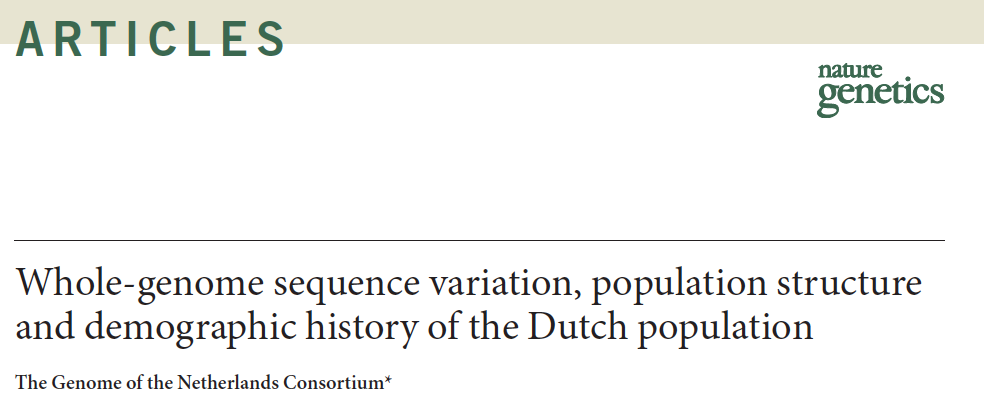 ARTICLES
nature
genetics
Whole-genome sequence variation, population structure
and demographic history of the Dutch population
The Genome of the Netherlands Consortium*